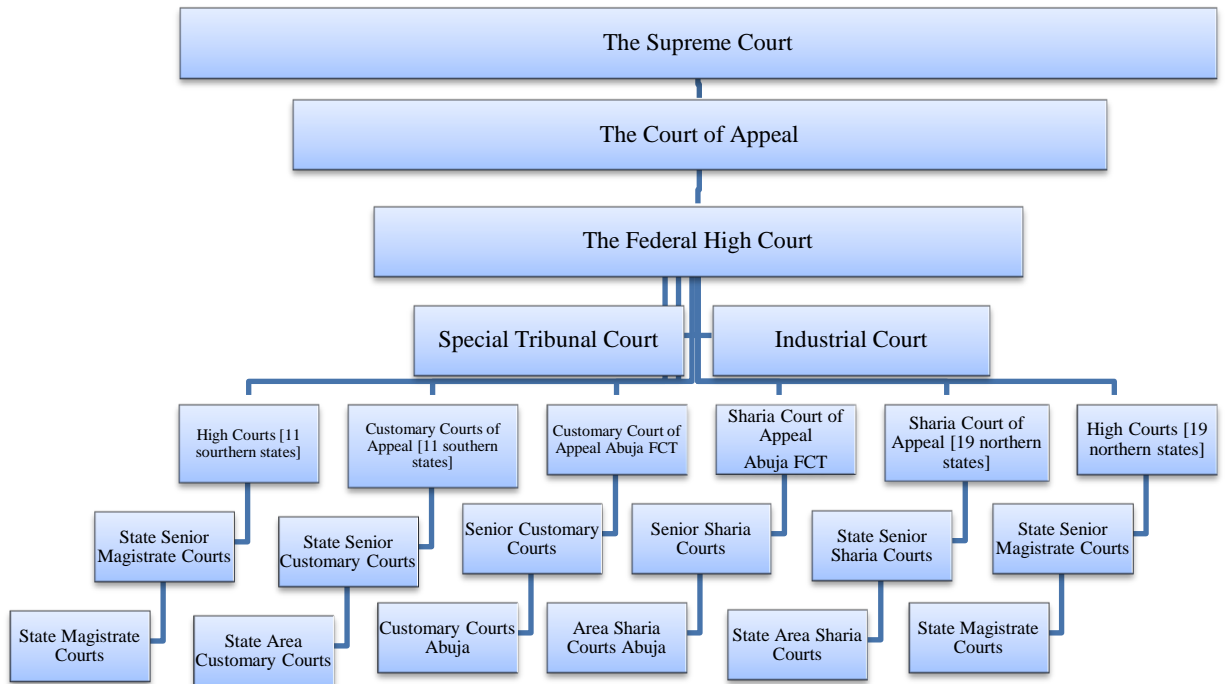 The Supreme Court
The Court of Appeal
The Federal High Court
Special Tribunal Court
Industrial Court
High Courts [11
sourthern states]
Customary Courts of
Appeal [11 southern
states]
Customary Court of
Appeal Abuja FCT
Sharia Court of
Appeal
Abuja FCT
Sharia Court of
Appeal [19 northern
states]
High Courts [19
northern states]
State Senior
Magistrate Courts
State Senior
Customary Courts
Senior Customary
Courts
Senior Sharia
Courts
State Senior
Sharia Courts
State Senior
Magistrate Courts
State Magistrate
Courts
State Area
Customary Courts
Customary Courts
Abuja
Area Sharia
Courts Abuja
State Area Sharia
Courts
State Magistrate
Courts